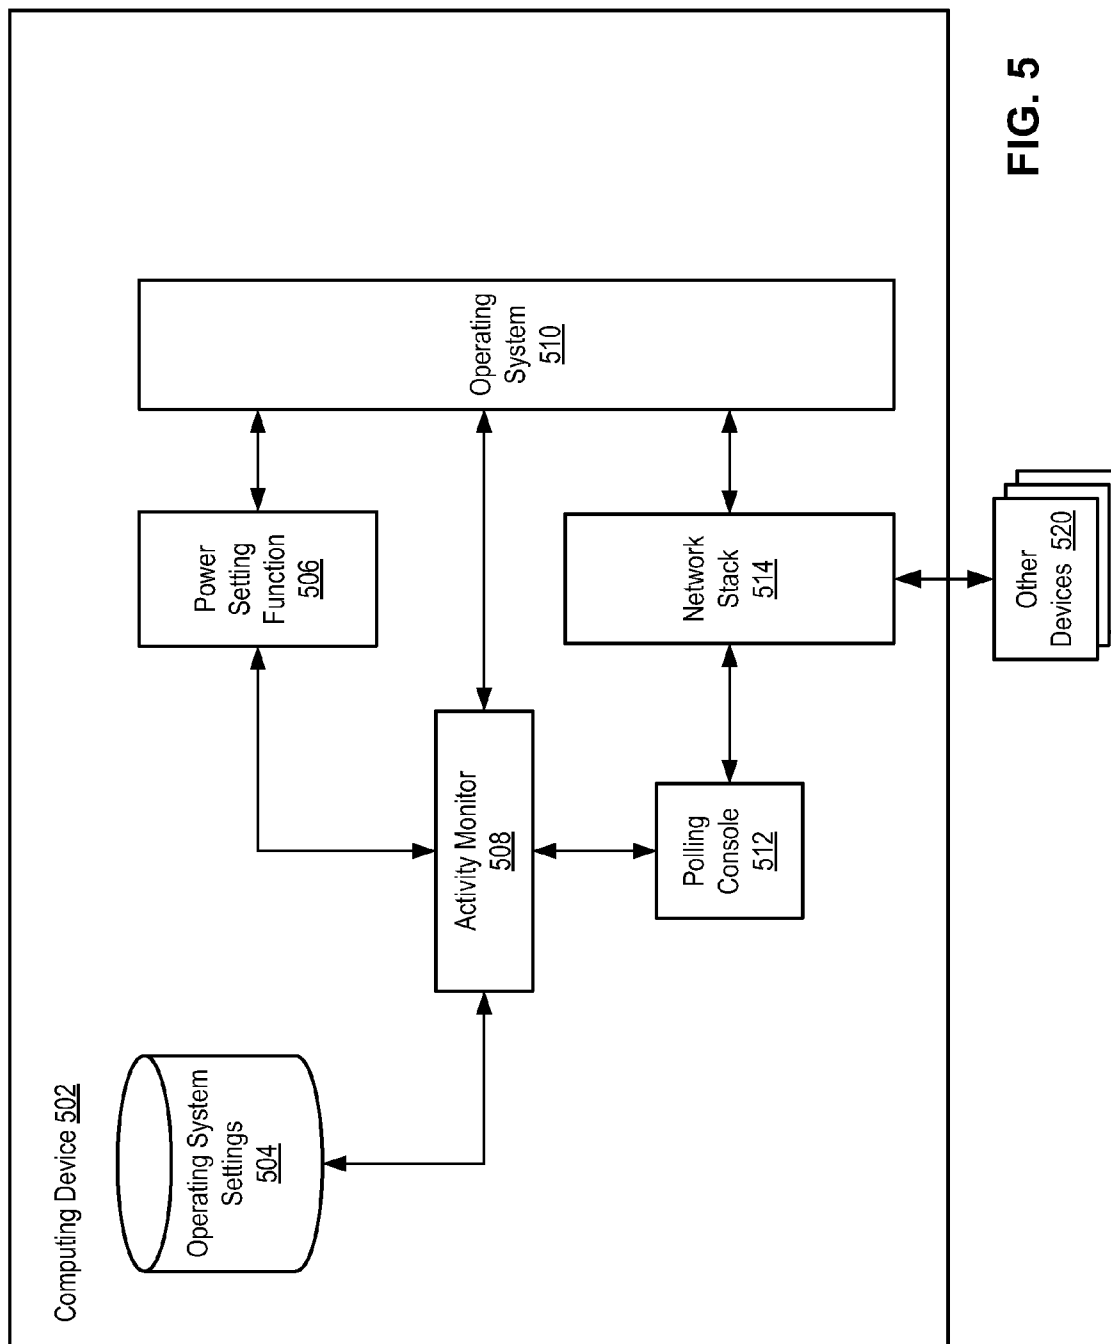 Computing Device 502
Operating System
Settings
504
Power
Setting
Function
506
Activity Monitor
508
Operating
System
510
Polling
Console
512
Network
Stack
514
Other
Devices 520
FIG. 5